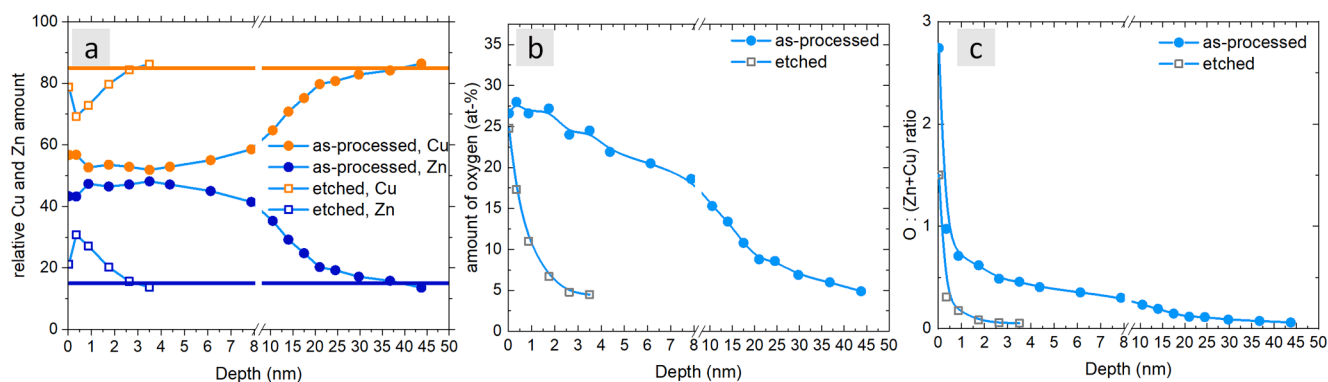 a
relative Cu and Zn amount
100
80
60
40
20
0
as-processed, Cu
as-processed, Zn
etched, Cu
etched, Zn
0 1 2 3 4 5 6 7 8 10 15 20 25 30 35 40 45 50
Depth (nm)
b
amount of oxygen (at-%)
35
30
25
20
15
10
5
0
as-processed
etched
0 1 2 3 4 5 6 7 8 10 15 20 25 30 35 40 45 50
Depth (nm)
c
O : (Zn+Cu) ratio
3
2
1
0
as-processed
etched
0 1 2 3 4 5 6 7 8 10 15 20 25 30 35 40 45 50
Depth (nm)